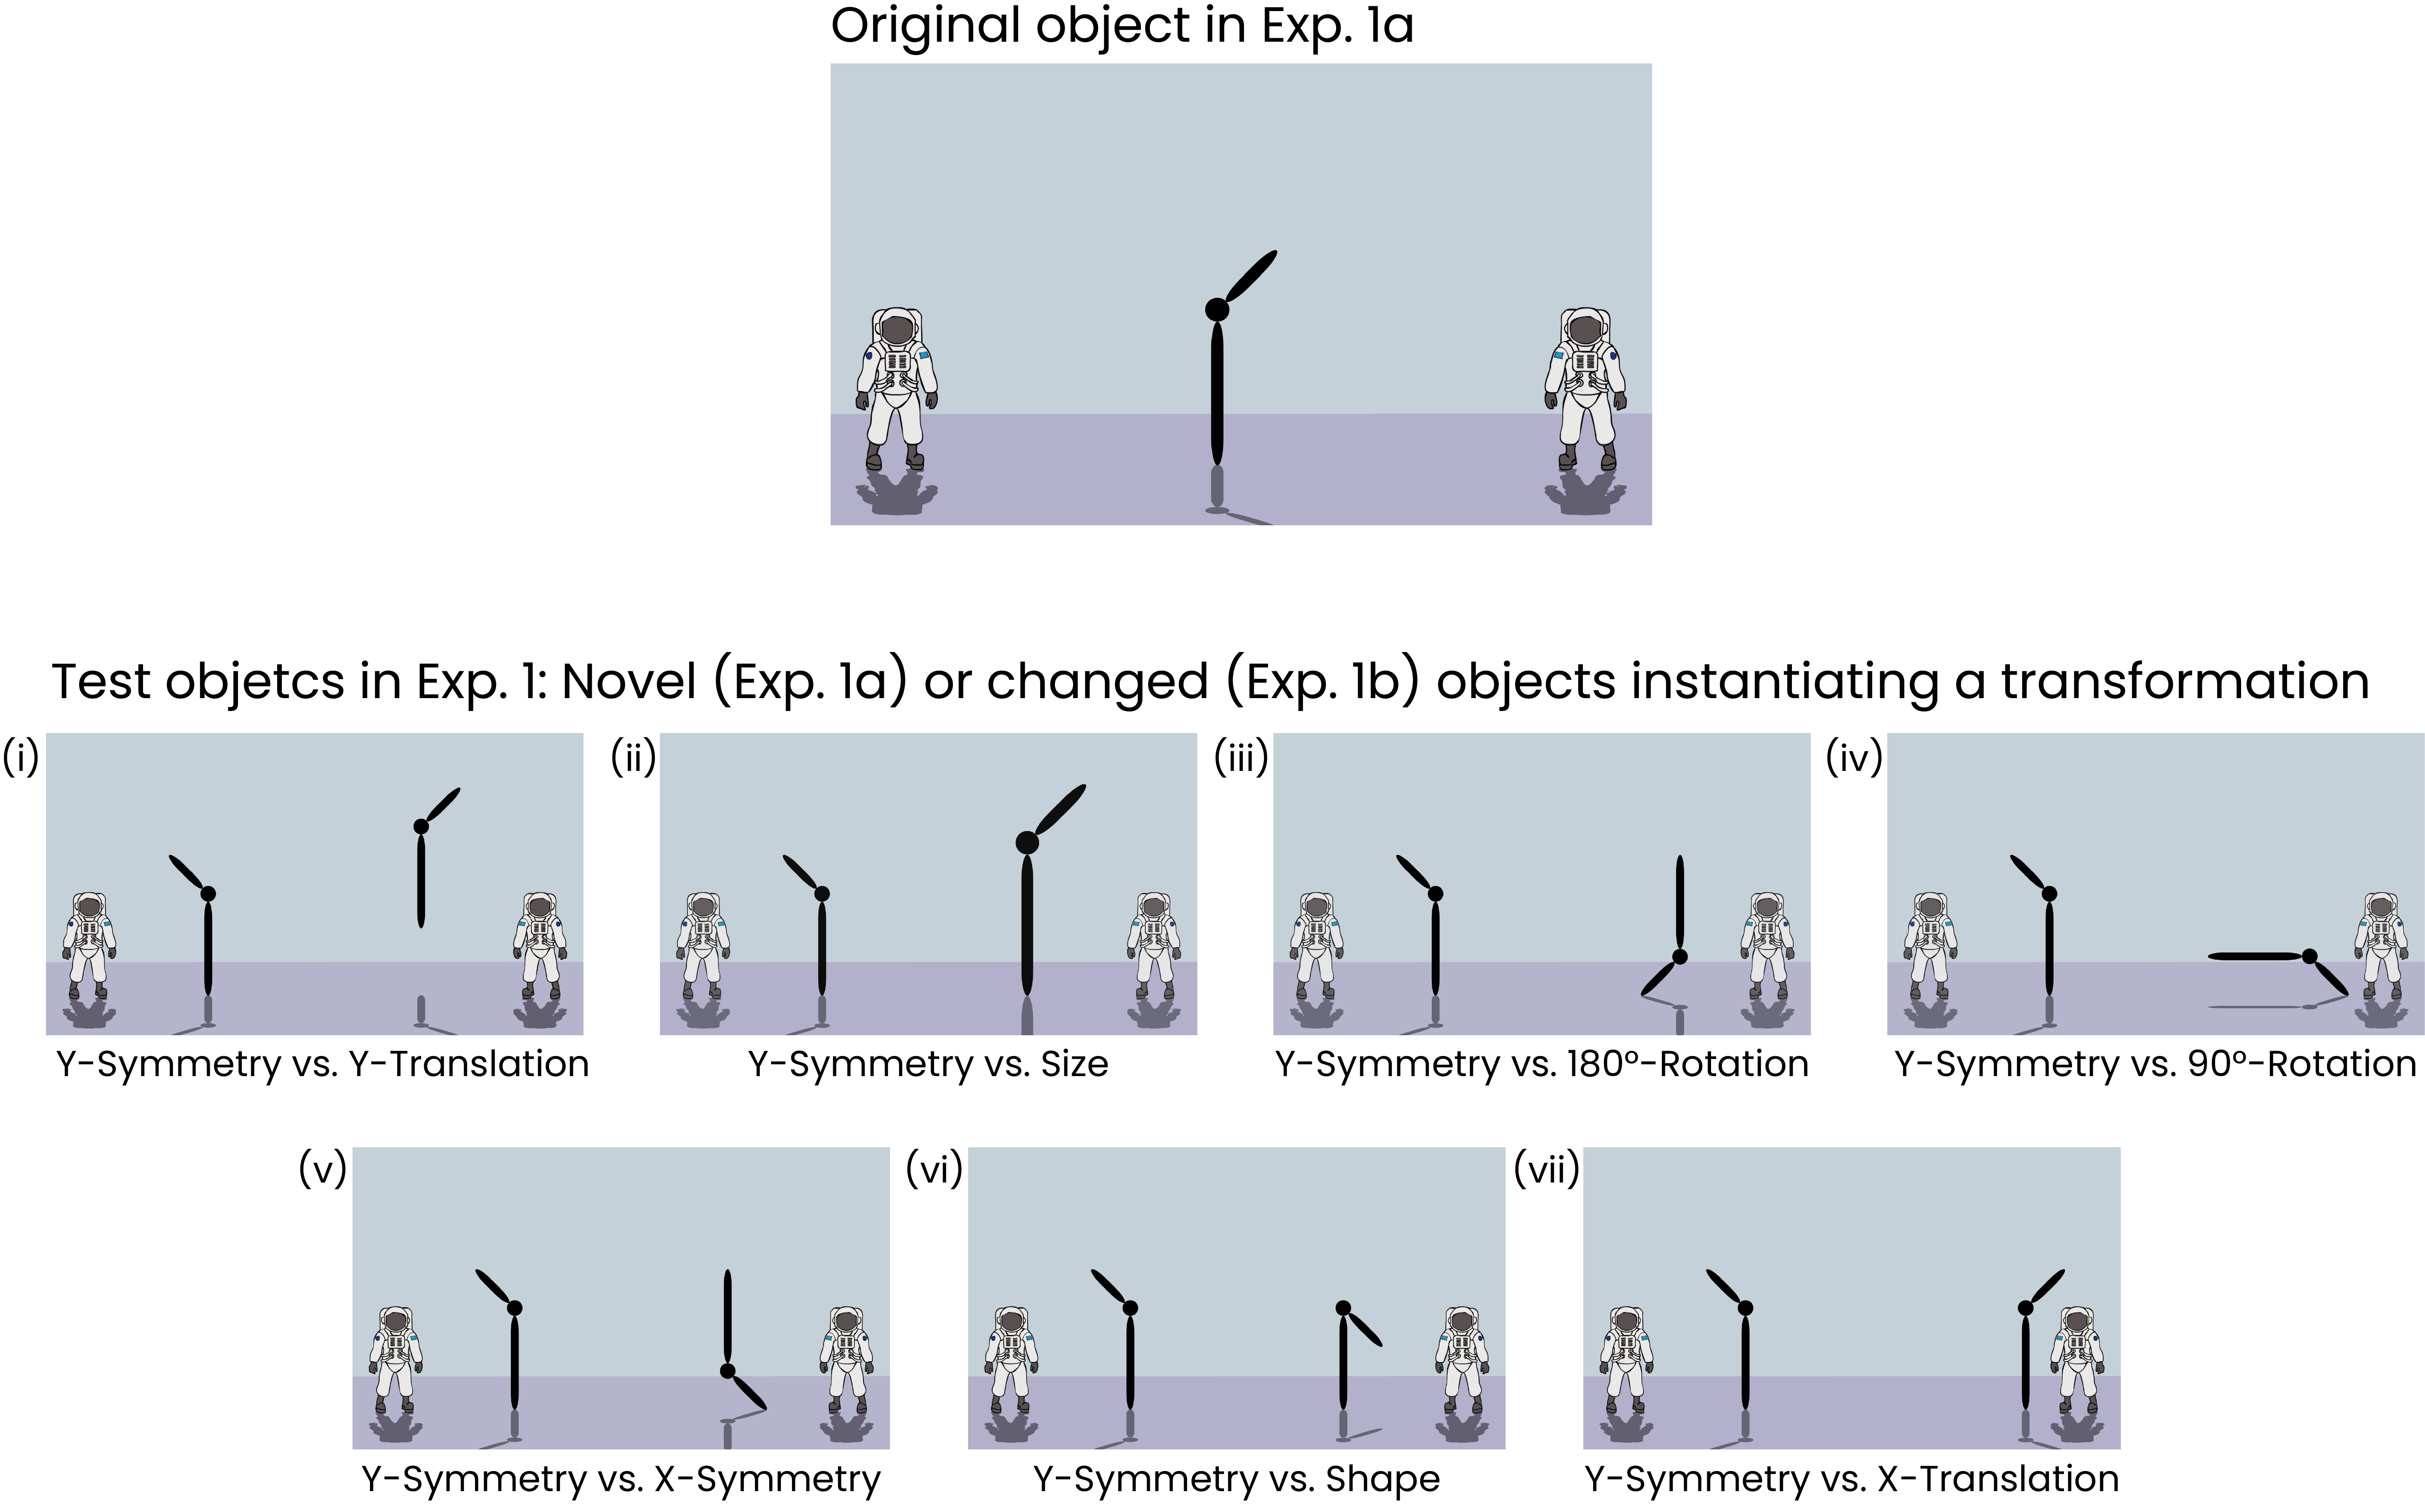 Original object in Exp. 1a
Test objetcs in Exp. 1: Novel (Exp. 1a) or changed (Exp. 1b) objects instantiating a transformation
(i)
(ii)
(iii)
(iv)
Y-Symmetry vs. Y-Translation
Y-Symmetry vs. Size
Y-Symmetry vs. 180º-Rotation
Y-Symmetry vs. 90º-Rotation
(v)
(vi)
(vii)
Y-Symmetry vs. X-Symmetry
Y-Symmetry vs. Shape
Y-Symmetry vs. X-Translation